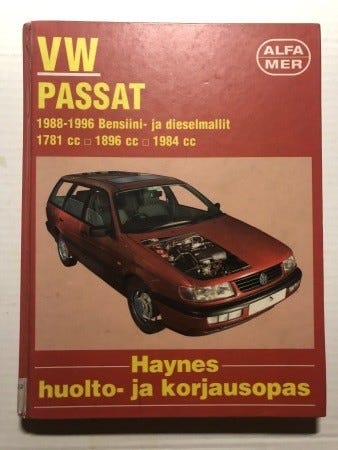 VW
ALFA
MER
PASSAT
1988-1996 Bensiini- ja dieselmallit
1781 cc □ 1896 cc □ 1984 cc
Haynes
huolto- ja korjausopas